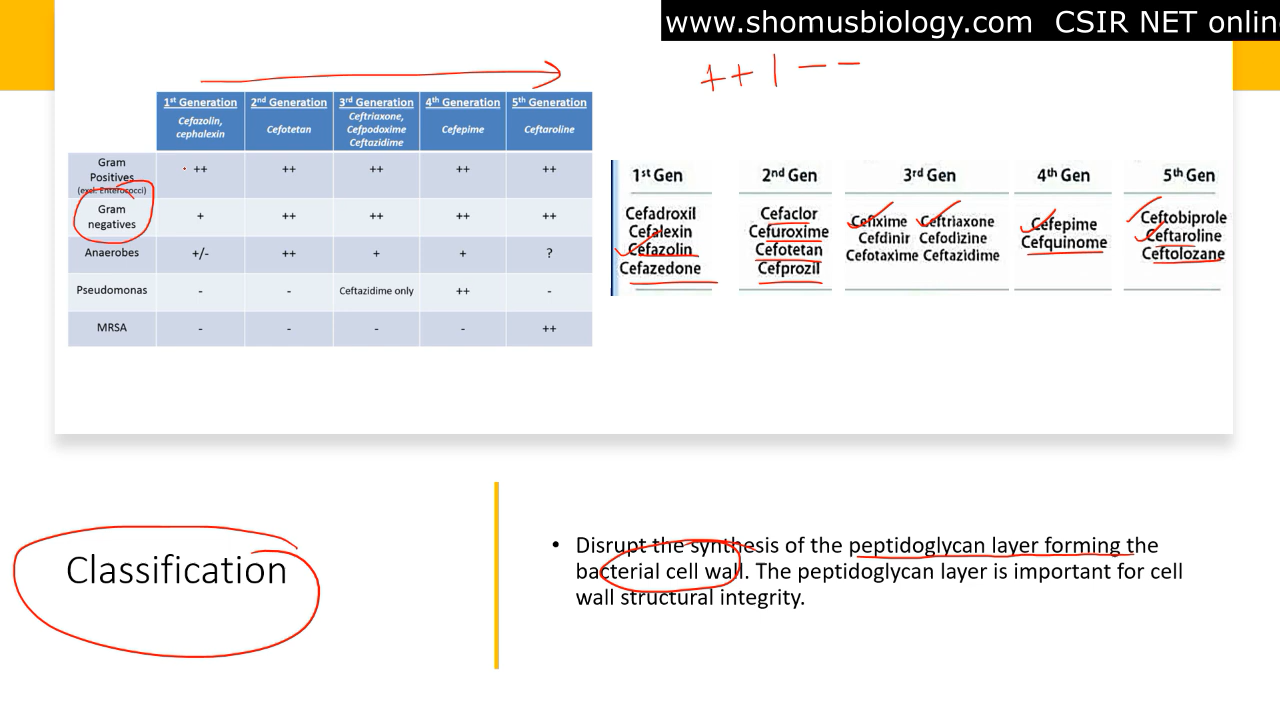 www.shomusbiology.com CSIR NET onlin
++ | – –
1st Generation 2nd Generation 3rd Generation 4th Generation 5th Generation
Cefazolin, cephalexin Cefotetan Ceftriaxone, Cefpodoxime Ceftazidime Cefepime Ceftaroline
Gram Positives (excl. Enterococci) ++ ++ ++ ++ ++
Gram negatives + ++ ++ ++ ++
Anaerobes +/- ++ + + ?
Pseudomonas - - Ceftazidime only ++ -
MRSA - - - - ++
1st Gen 2nd Gen 3rd Gen 4th Gen 5th Gen
Cefadroxil Cefaclor Cefixime Ceftriaxone Cefepime Ceftobiprole
Cefalexin Cefuroxime Cefdinir Cefodizine Cefquinome Ceftaroline
Cefazolin Cefotetan Cefotaxime Ceftazidime Ceftolozane
Cefazedone Cefprozil
Classification
• Disrupt the synthesis of the peptidoglycan layer forming the
bacterial cell wall. The peptidoglycan layer is important for cell
wall structural integrity.